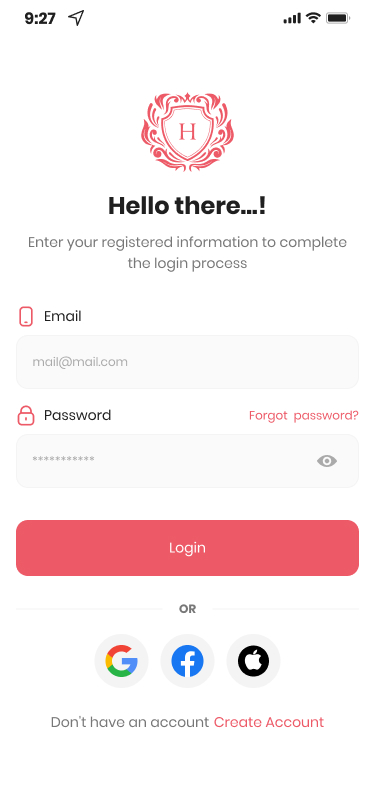 9:27
H
Hello there...!
Enter your registered information to complete
the login process
Email
mail@mail.com
Password
Forgot password?
***********
Login
OR
Don't have an account Create Account